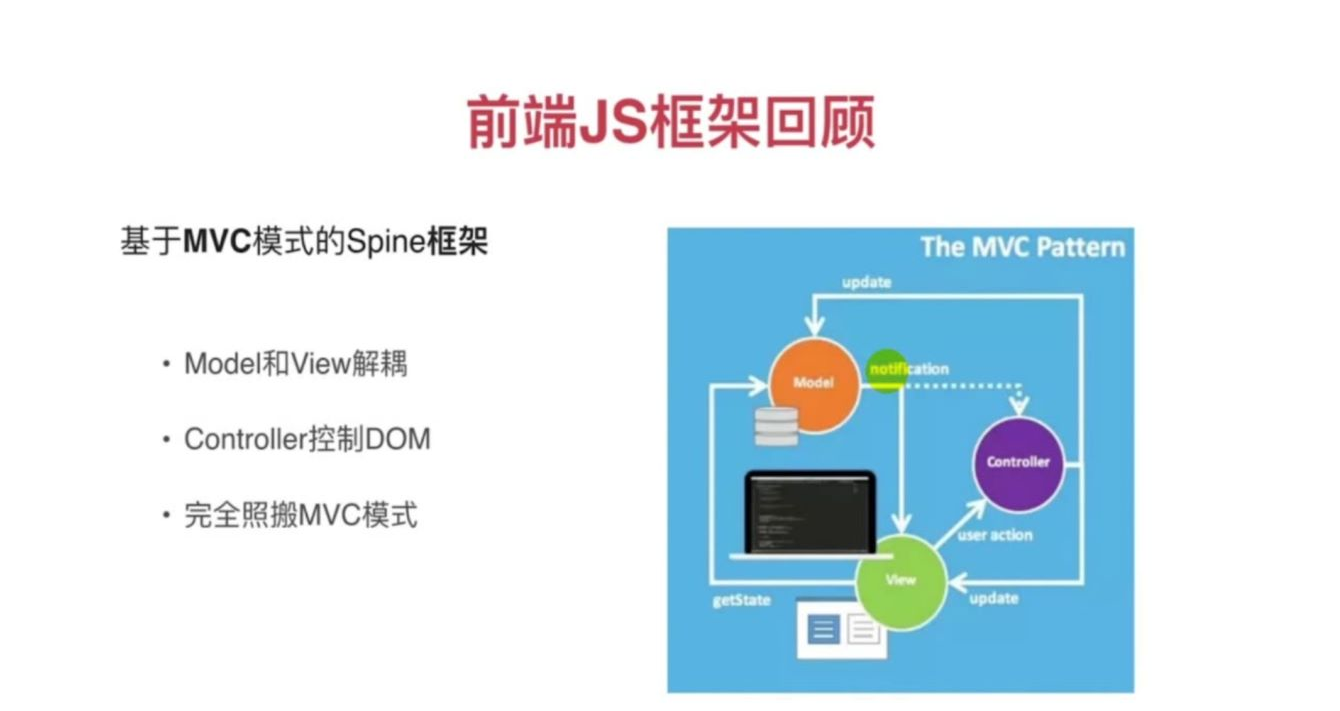 前端JS框架回顾
基于MVC模式的Spine框架
• Model和View解耦
• Controller控制DOM
• 完全照搬MVC模式
The MVC Pattern
update
Model
notification
Controller
user action
View
getState
update